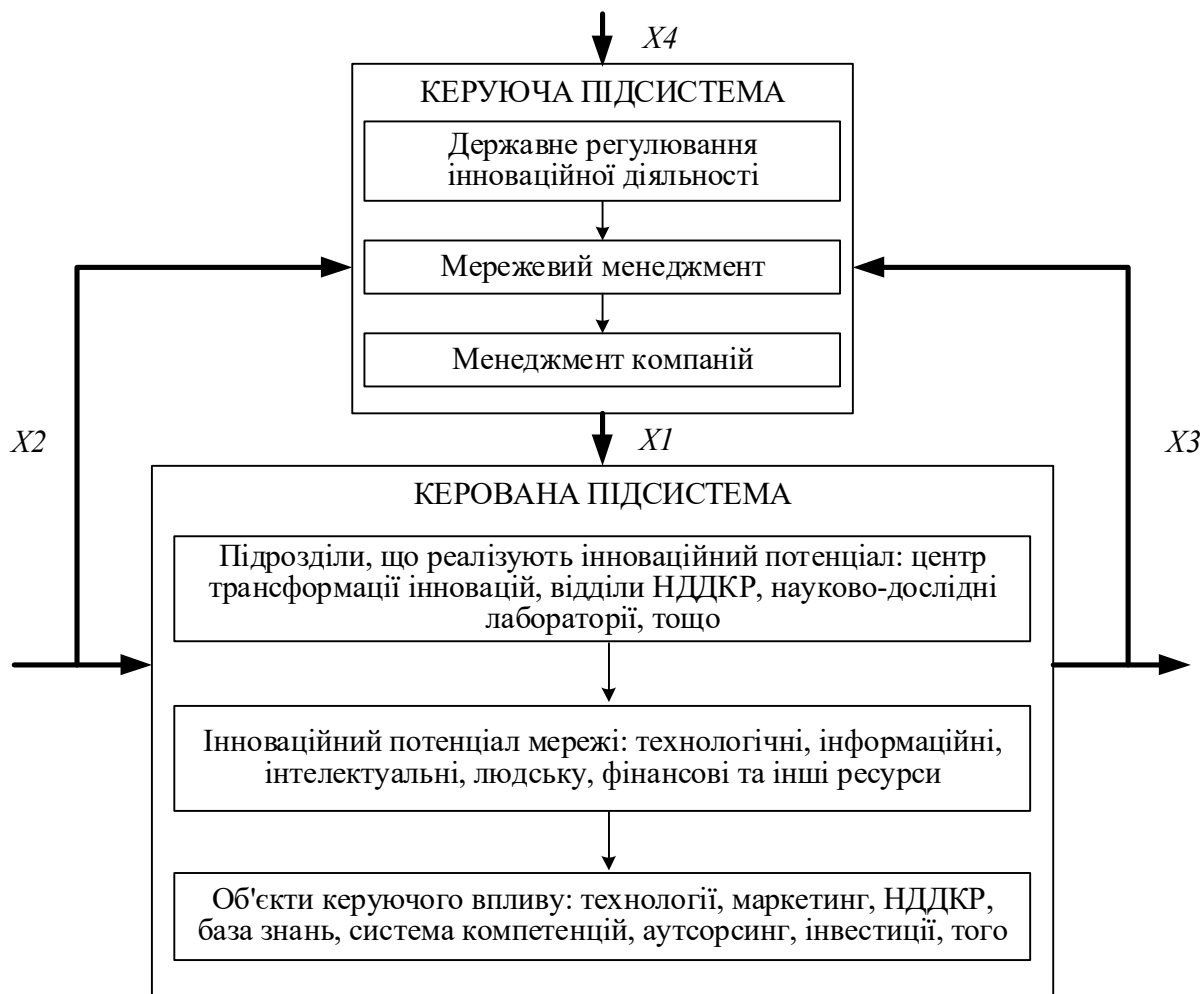 X4
КЕРУЮЧА ПІДСИСТЕМА
Державне регулювання
інноваційної діяльності
Мережевий менеджмент
Менеджмент компаній
X2
X1
X3
КЕРОВАНА ПІДСИСТЕМА
Підрозділи, що реалізують інноваційний потенціал: центр
трансформації інновацій, відділи НДДКР, науково-дослідні
лабораторії, тощо
Інноваційний потенціал мережі: технологічні, інформаційні,
інтелектуальні, людську, фінансові та інші ресурси
Об'єкти керуючого впливу: технології, маркетинг, НДДКР,
база знань, система компетенцій, аутсорсинг, інвестиції, того